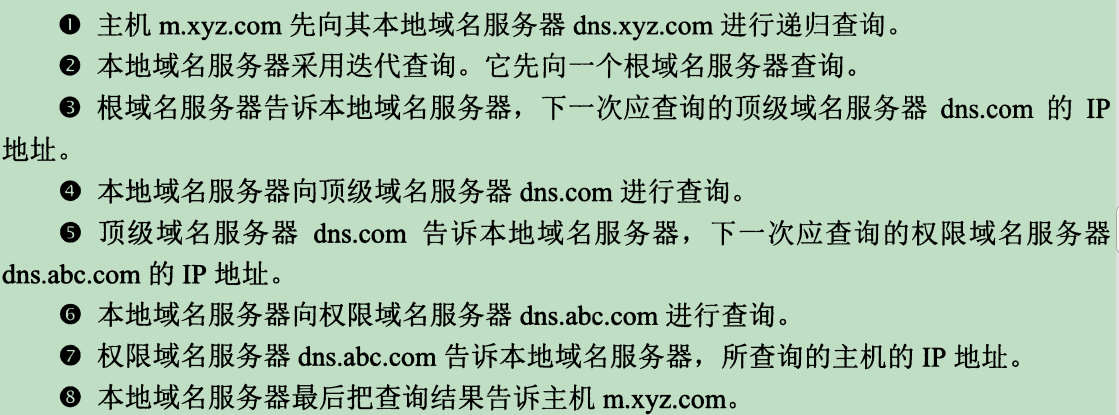 ❶ 主机 m.xyz.com 先向其本地域名服务器 dns.xyz.com 进行递归查询。
❷ 本地域名服务器采用迭代查询。它先向一个根域名服务器查询。
❸ 根域名服务器告诉本地域名服务器，下一次应查询的顶级域名服务器 dns.com 的 IP
地址。
❹ 本地域名服务器向顶级域名服务器 dns.com 进行查询。
❺ 顶级域名服务器 dns.com 告诉本地域名服务器，下一次应查询的权限域名服务器
dns.abc.com 的 IP 地址。
❻ 本地域名服务器向权限域名服务器 dns.abc.com 进行查询。
❼ 权限域名服务器 dns.abc.com 告诉本地域名服务器，所查询的主机的 IP 地址。
❽ 本地域名服务器最后把查询结果告诉主机 m.xyz.com。